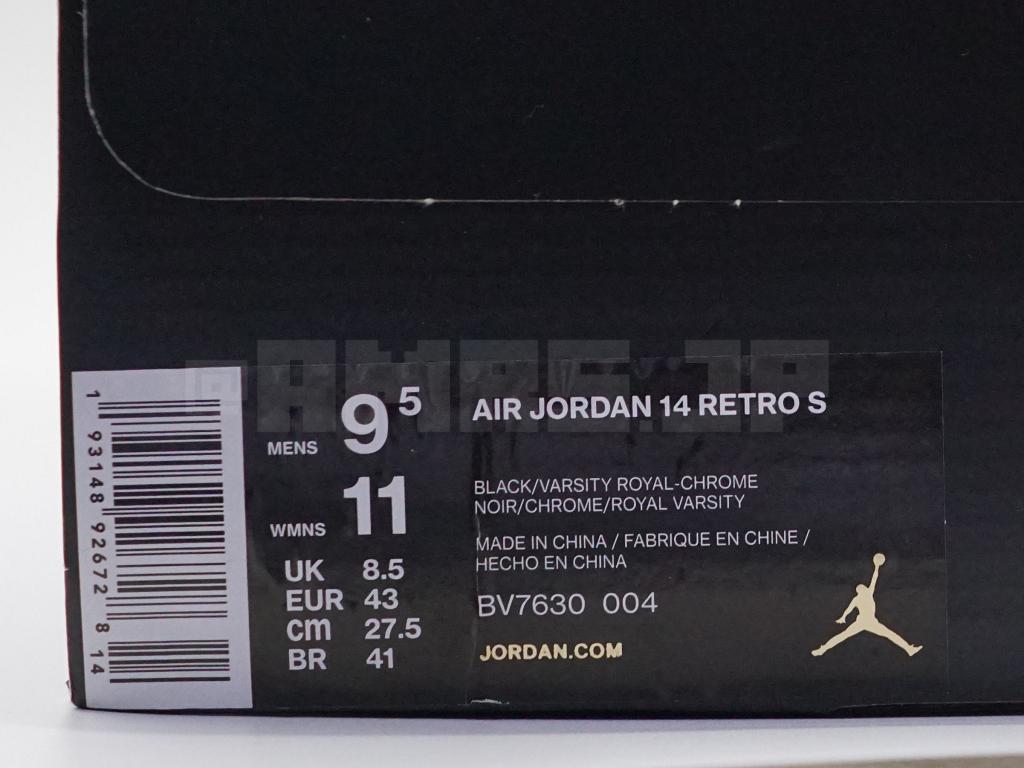 @AMRS.JP
1 93148 92672 8 14
MENS 9 5
WMNS 11
UK 8.5
EUR 43
cm 27.5
BR 41
AIR JORDAN 14 RETRO S
BLACK/VARSITY ROYAL-CHROME
NOIR/CHROME/ROYAL VARSITY
MADE IN CHINA / FABRIQUE EN CHINE /
HECHO EN CHINA
BV7630 004
JORDAN.COM